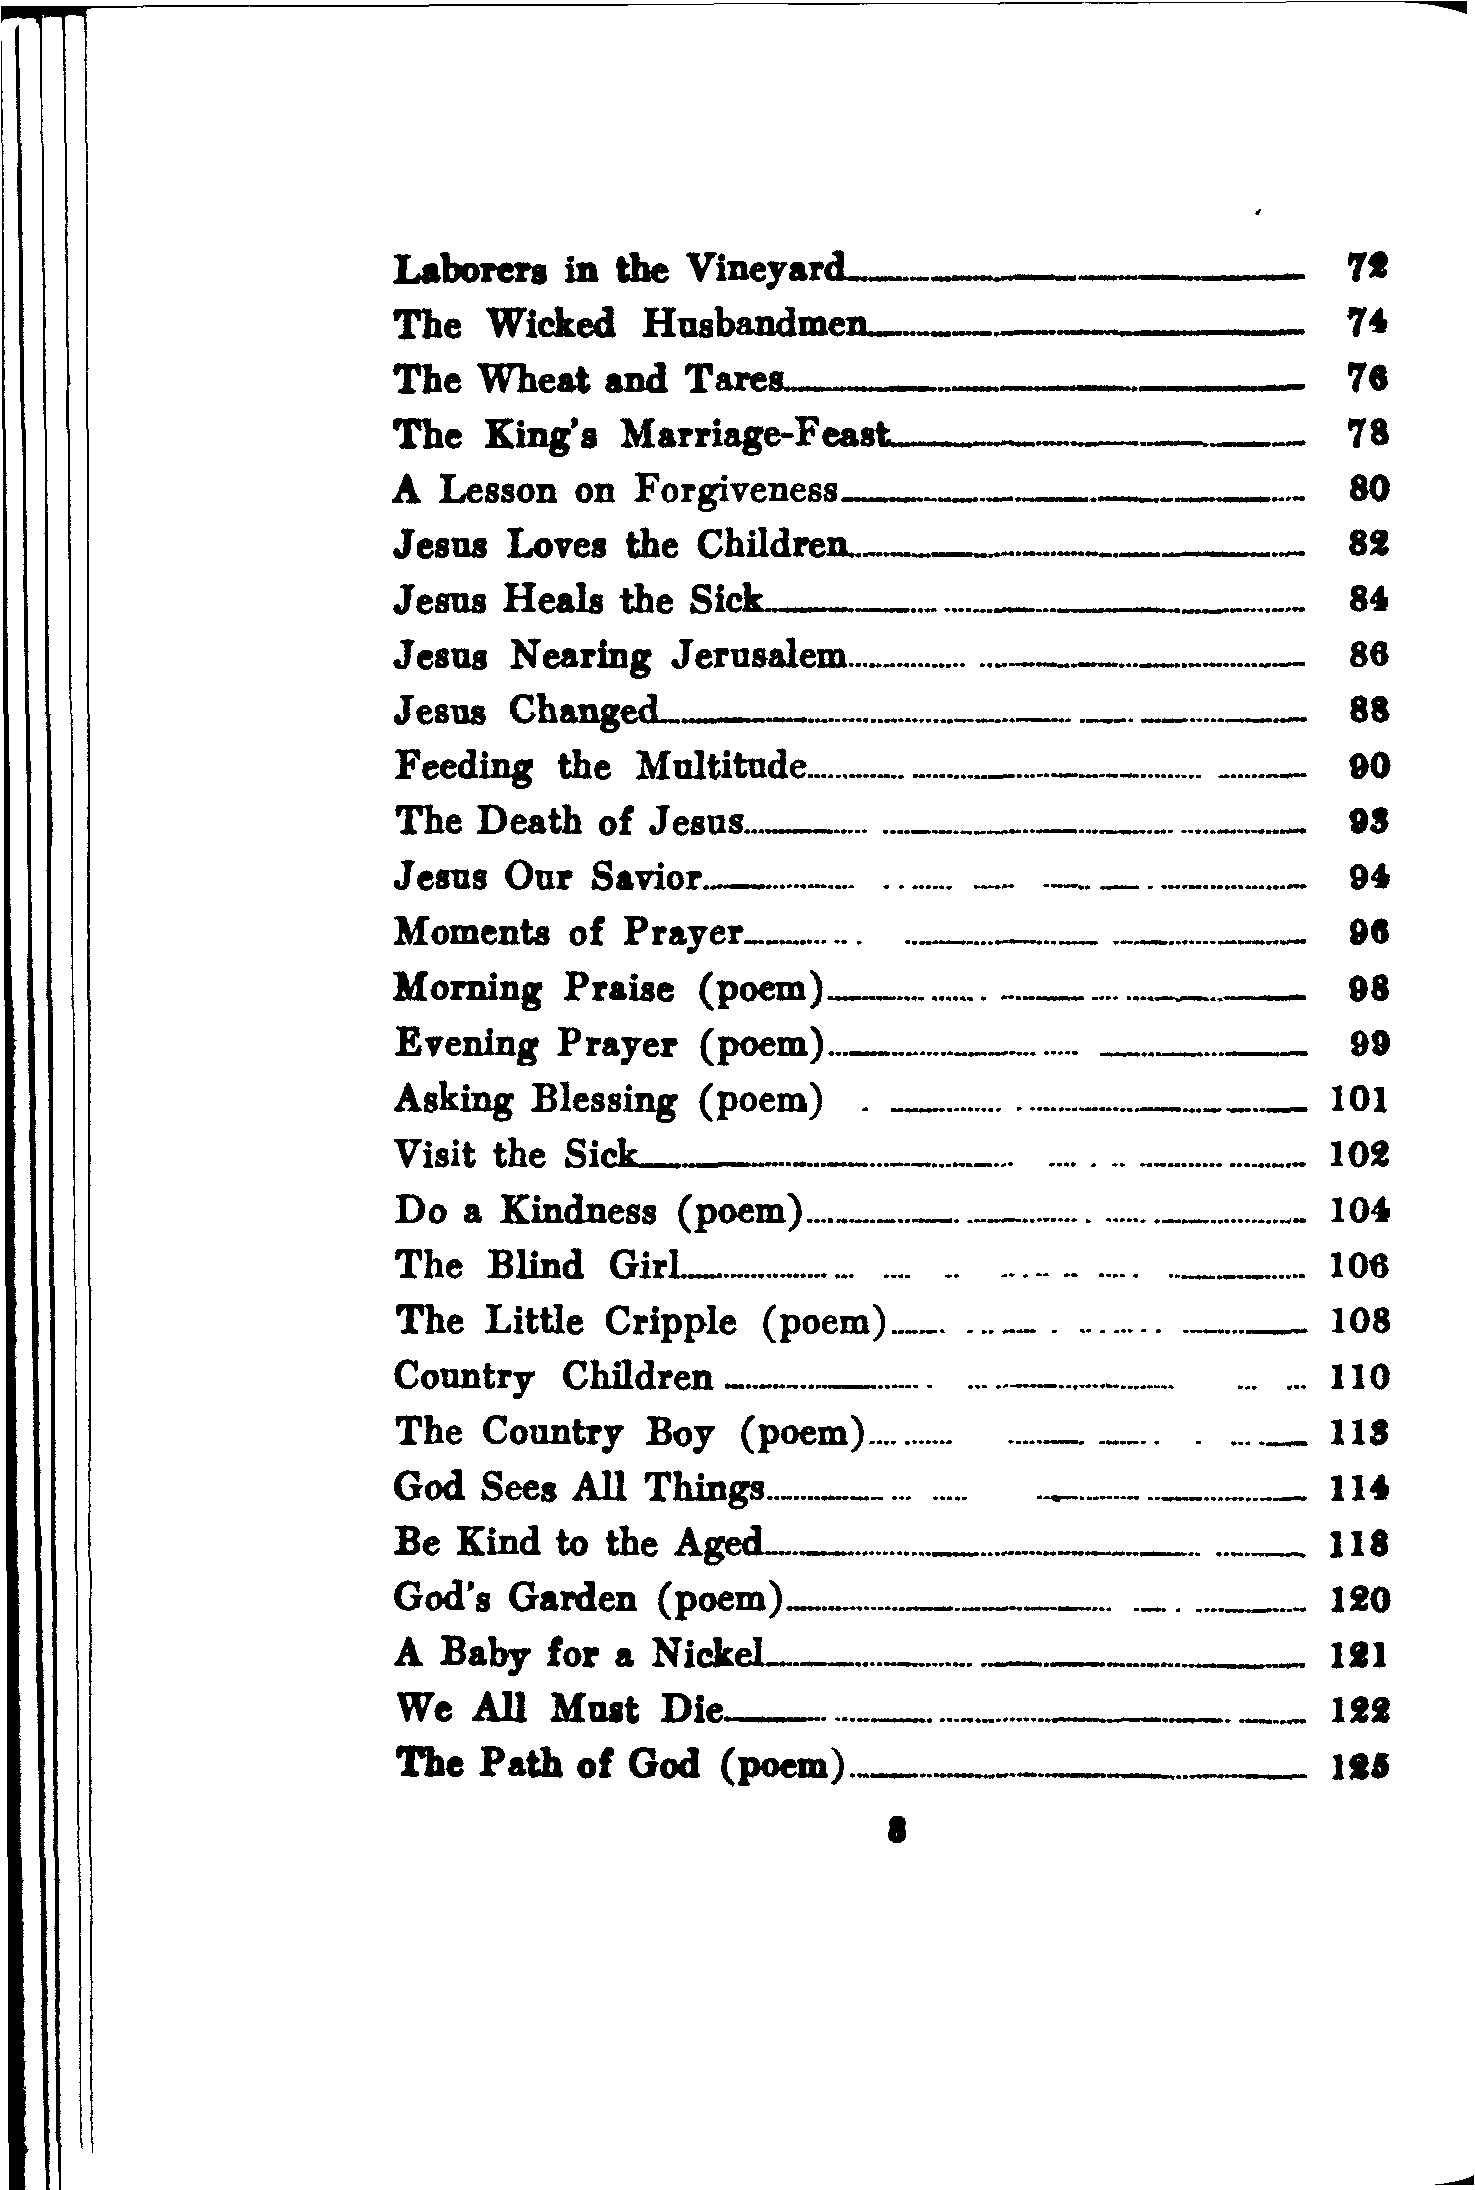 Laborers in the Vineyard 72
The Wicked Husbandmen 74
The Wheat and Tares 76
The King's Marriage-Feast 78
A Lesson on Forgiveness 80
Jesus Loves the Children 82
Jesus Heals the Sick 84
Jesus Nearing Jerusalem 86
Jesus Changed 88
Feeding the Multitude 90
The Death of Jesus 93
Jesus Our Savior 94
Moments of Prayer 96
Morning Praise (poem) 98
Evening Prayer (poem) 99
Asking Blessing (poem) 101
Visit the Sick 102
Do a Kindness (poem) 104
The Blind Girl 106
The Little Cripple (poem) 108
Country Children 110
The Country Boy (poem) 113
God Sees All Things 114
Be Kind to the Aged 118
God's Garden (poem) 120
A Baby for a Nickel 121
We All Must Die 122
The Path of God (poem) 125
8